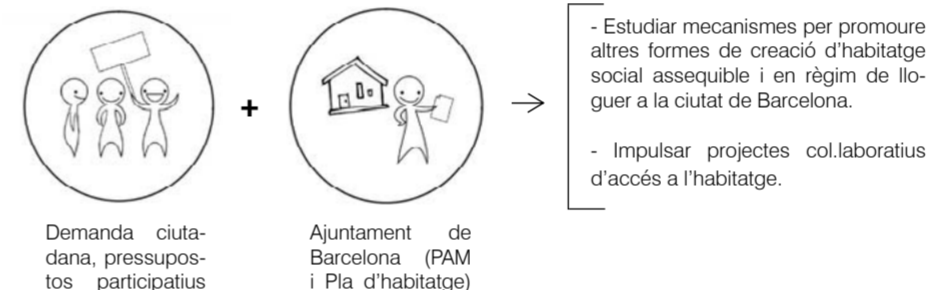 +
- Estudiar mecanismes per promoure
altres formes de creació d'habitatge
social assequible i en règim de llo-
guer a la ciutat de Barcelona.
- Impulsar projectes col.laboratius
d'accés a l'habitatge.
Demanda ciuta-
dana, pressupos-
tos participatius
Ajuntament de
Barcelona (PAM
i Pla d'habitatge)